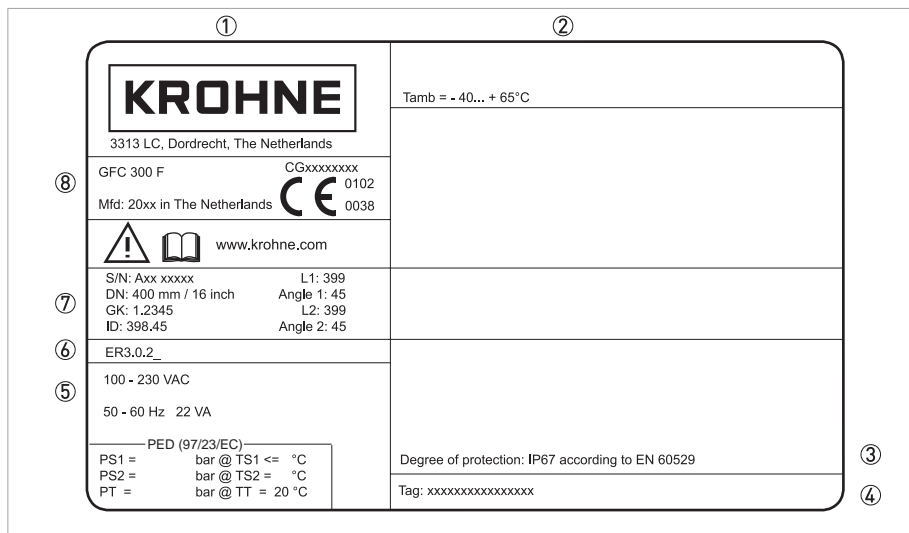 ① ②
KROHNE
3313 LC, Dordrecht, The Netherlands
Tamb = - 40... + 65°C
⑧
GFC 300 F CGxxxxxxxx
CE 0102
Mfd: 20xx in The Netherlands 0038
www.krohne.com
⑦
S/N: Axx xxxxx L1: 399
DN: 400 mm / 16 inch Angle 1: 45
GK: 1.2345 L2: 399
ID: 398.45 Angle 2: 45
⑥ ER3.0.2_
⑤
100 - 230 VAC
50 - 60 Hz 22 VA
PED (97/23/EC)
PS1 = bar @ TS1 <= °C
PS2 = bar @ TS2 = °C
PT = bar @ TT = 20 °C
Degree of protection: IP67 according to EN 60529 ③
Tag: xxxxxxxxxxxxxxxx ④